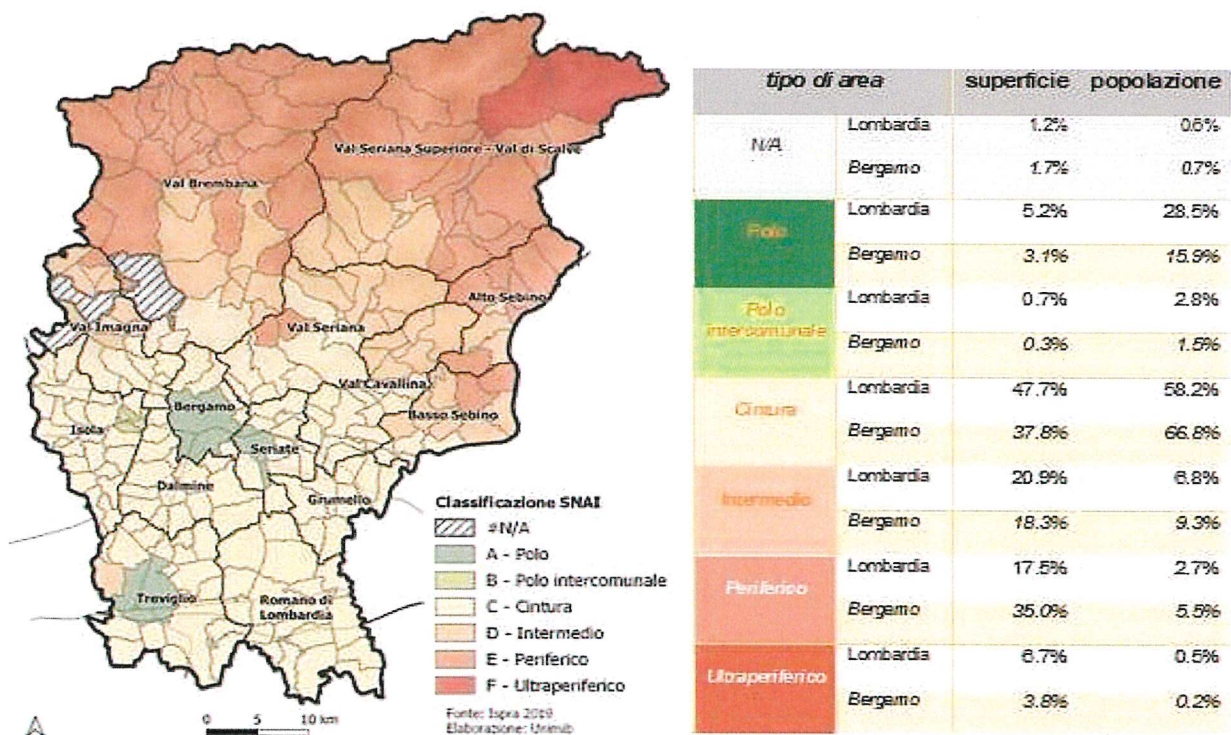 Val Seriana Superiore - Val di Scalve
Val Brembana
Alto Sebino
Val Imagna
Val Seriana
Val Cavallina
Bergamo
Basso Sebino
Isola
Seriate
Dalmine
Grumello
Treviglio
Romano di
Lombardia
Classificazione SNAI
#N/A
A - Polo
B - Polo intercomunale
C - Cintura
D - Intermedio
E - Periferico
F - Ultraperiferico
0 5 10 km
Fonte: Ispra 2019
Elaborazione: Unimib
tipo di area superficie popolazione
N/A
Lombardia 1.2% 0.6%
Bergamo 1.7% 0.7%
Polo
Lombardia 5.2% 28.5%
Bergamo 3.1% 15.9%
Polo
intercomunale
Lombardia 0.7% 2.8%
Bergamo 0.3% 1.5%
Cintura
Lombardia 47.7% 58.2%
Bergamo 37.8% 66.8%
Intermedio
Lombardia 20.9% 6.8%
Bergamo 18.3% 9.3%
Periferico
Lombardia 17.5% 2.7%
Bergamo 35.0% 5.5%
Ultraperiferico
Lombardia 6.7% 0.5%
Bergamo 3.8% 0.2%